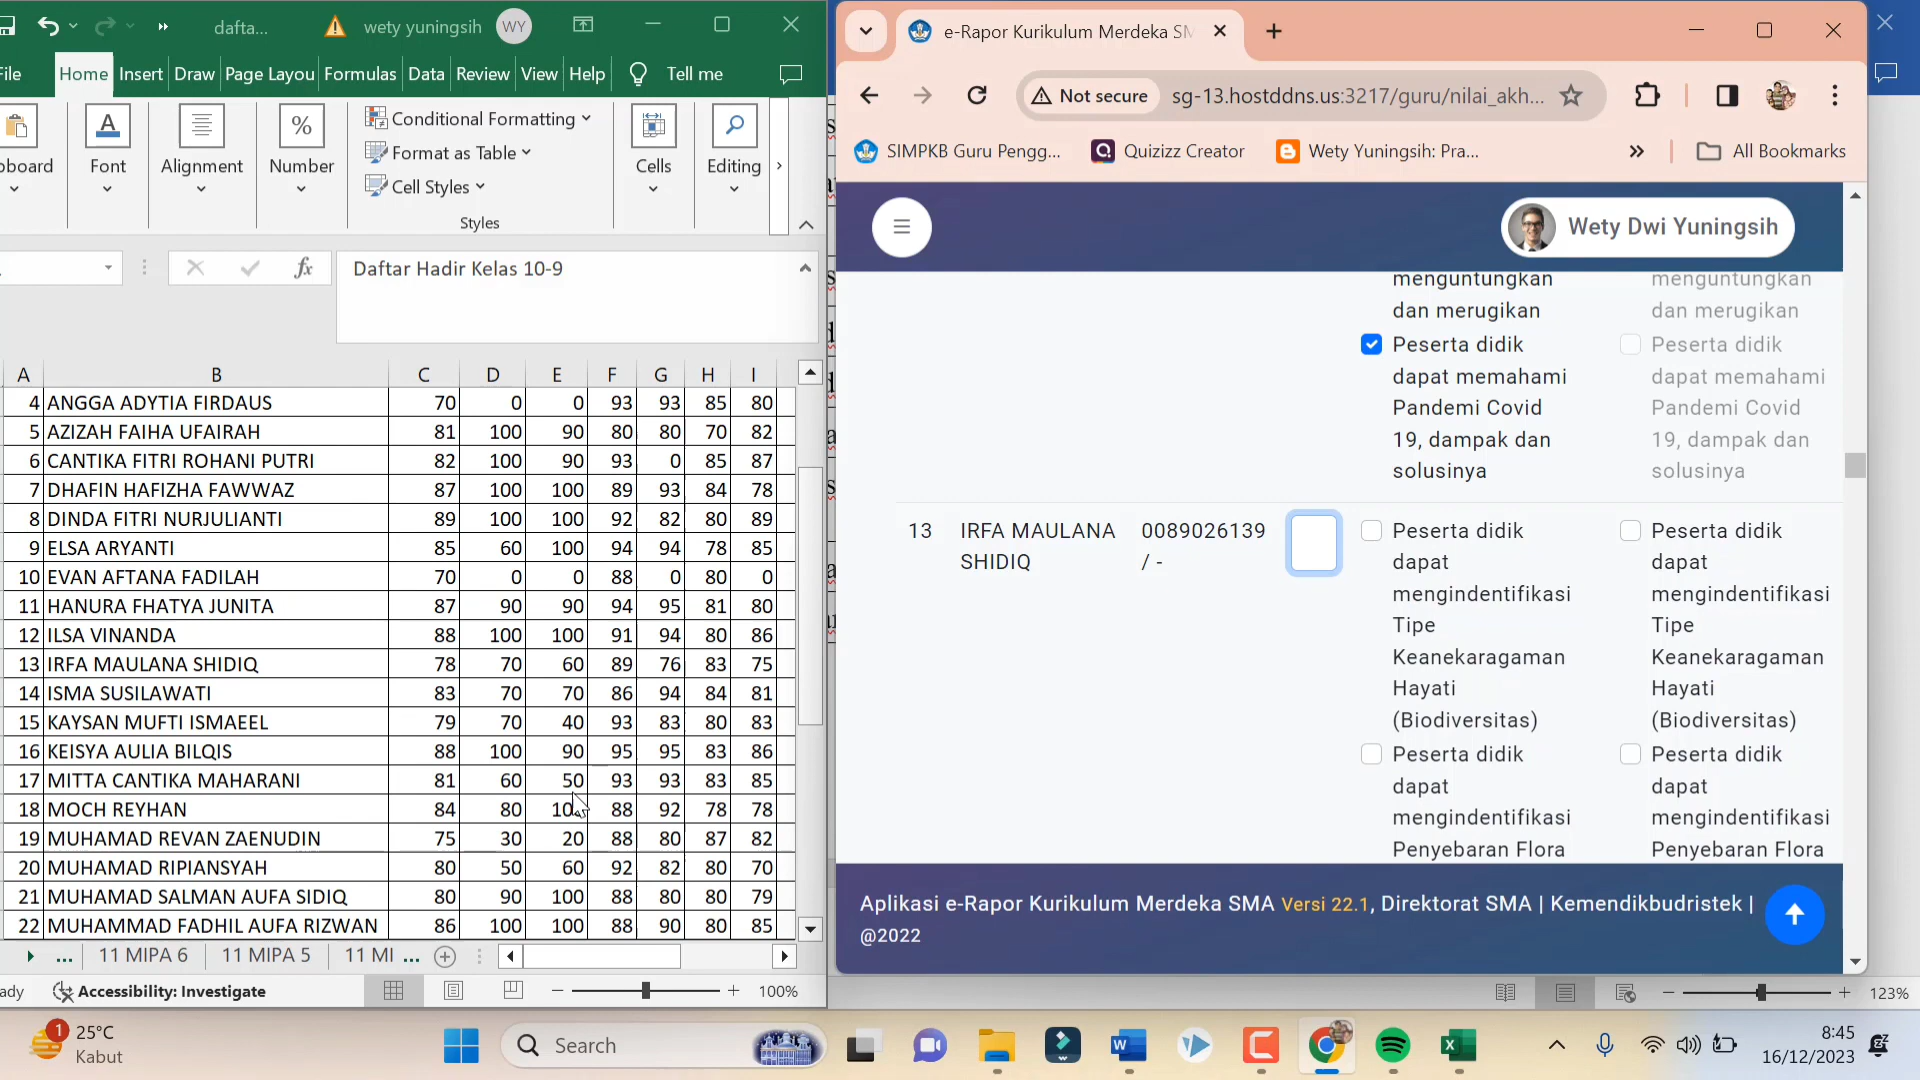 dafta...
wety yuningsih
WY
File
Home
Insert
Draw
Page Layou
Formulas
Data
Review
View
Help
Tell me
Font
Alignment
Number
Conditional Formatting
Format as Table
Cell Styles
Styles
Cells
Editing
fx
Daftar Hadir Kelas 10-9
A B C D E F G H I
4 ANGGA ADYTIA FIRDAUS 70 0 0 93 93 85 80
5 AZIZAH FAIHA UFAIRAH 81 100 90 80 80 70 82
6 CANTIKA FITRI ROHANI PUTRI 82 100 90 93 0 85 87
7 DHAFIN HAFIZHA FAWWAZ 87 100 100 89 93 84 78
8 DINDA FITRI NURJULIANTI 89 100 100 92 82 80 89
9 ELSA ARYANTI 85 60 100 94 94 78 85
10 EVAN AFTANA FADILAH 70 0 0 88 0 80 0
11 HANURA FHATYA JUNITA 87 90 90 94 95 81 80
12 ILSA VINANDA 88 100 100 91 94 80 86
13 IRFA MAULANA SHIDIQ 78 70 60 89 76 83 75
14 ISMA SUSILAWATI 83 70 70 86 94 84 81
15 KAYSAN MUFTI ISMAEEL 79 70 40 93 83 80 83
16 KEISYA AULIA BILQIS 88 100 90 95 95 83 86
17 MITTA CANTIKA MAHARANI 81 60 50 93 93 83 85
18 MOCH REYHAN 84 80 88 92 78 78
19 MUHAMAD REVAN ZAENUDIN 75 30 20 88 80 87 82
20 MUHAMAD RIPIANSYAH 80 50 60 92 82 80 70
21 MUHAMAD SALMAN AUFA SIDIQ 80 90 100 88 80 80 79
22 MUHAMMAD FADHIL AUFA RIZWAN 86 100 100 88 90 80 85
... 11 MIPA 6 11 MIPA 5 11 MI ...
Accessibility: Investigate
100%
e-Rapor Kurikulum Merdeka SM
Not secure
sg-13.hostddns.us:3217/guru/nilai_akh...
SIMPKB Guru Pengg...
Quizizz Creator
Wety Yuningsih: Pra...
All Bookmarks
Wety Dwi Yuningsih
menguntungkan
dan merugikan
Peserta didik
dapat memahami
Pandemi Covid
19, dampak dan
solusinya
menguntungkan
dan merugikan
Peserta didik
dapat memahami
Pandemi Covid
19, dampak dan
solusinya
13
IRFA MAULANA
SHIDIQ
0089026139
/ -
Peserta didik
dapat
mengindentifikasi
Tipe
Keanekaragaman
Hayati
(Biodiversitas)
Peserta didik
dapat
mengindentifikasi
Penyebaran Flora
Peserta didik
dapat
mengindentifikasi
Tipe
Keanekaragaman
Hayati
(Biodiversitas)
Peserta didik
dapat
mengindentifikasi
Penyebaran Flora
Aplikasi e-Rapor Kurikulum Merdeka SMA Versi 22.1, Direktorat SMA | Kemendikbudristek |
@2022
123%
1
25°C
Kabut
Search
8:45
16/12/2023